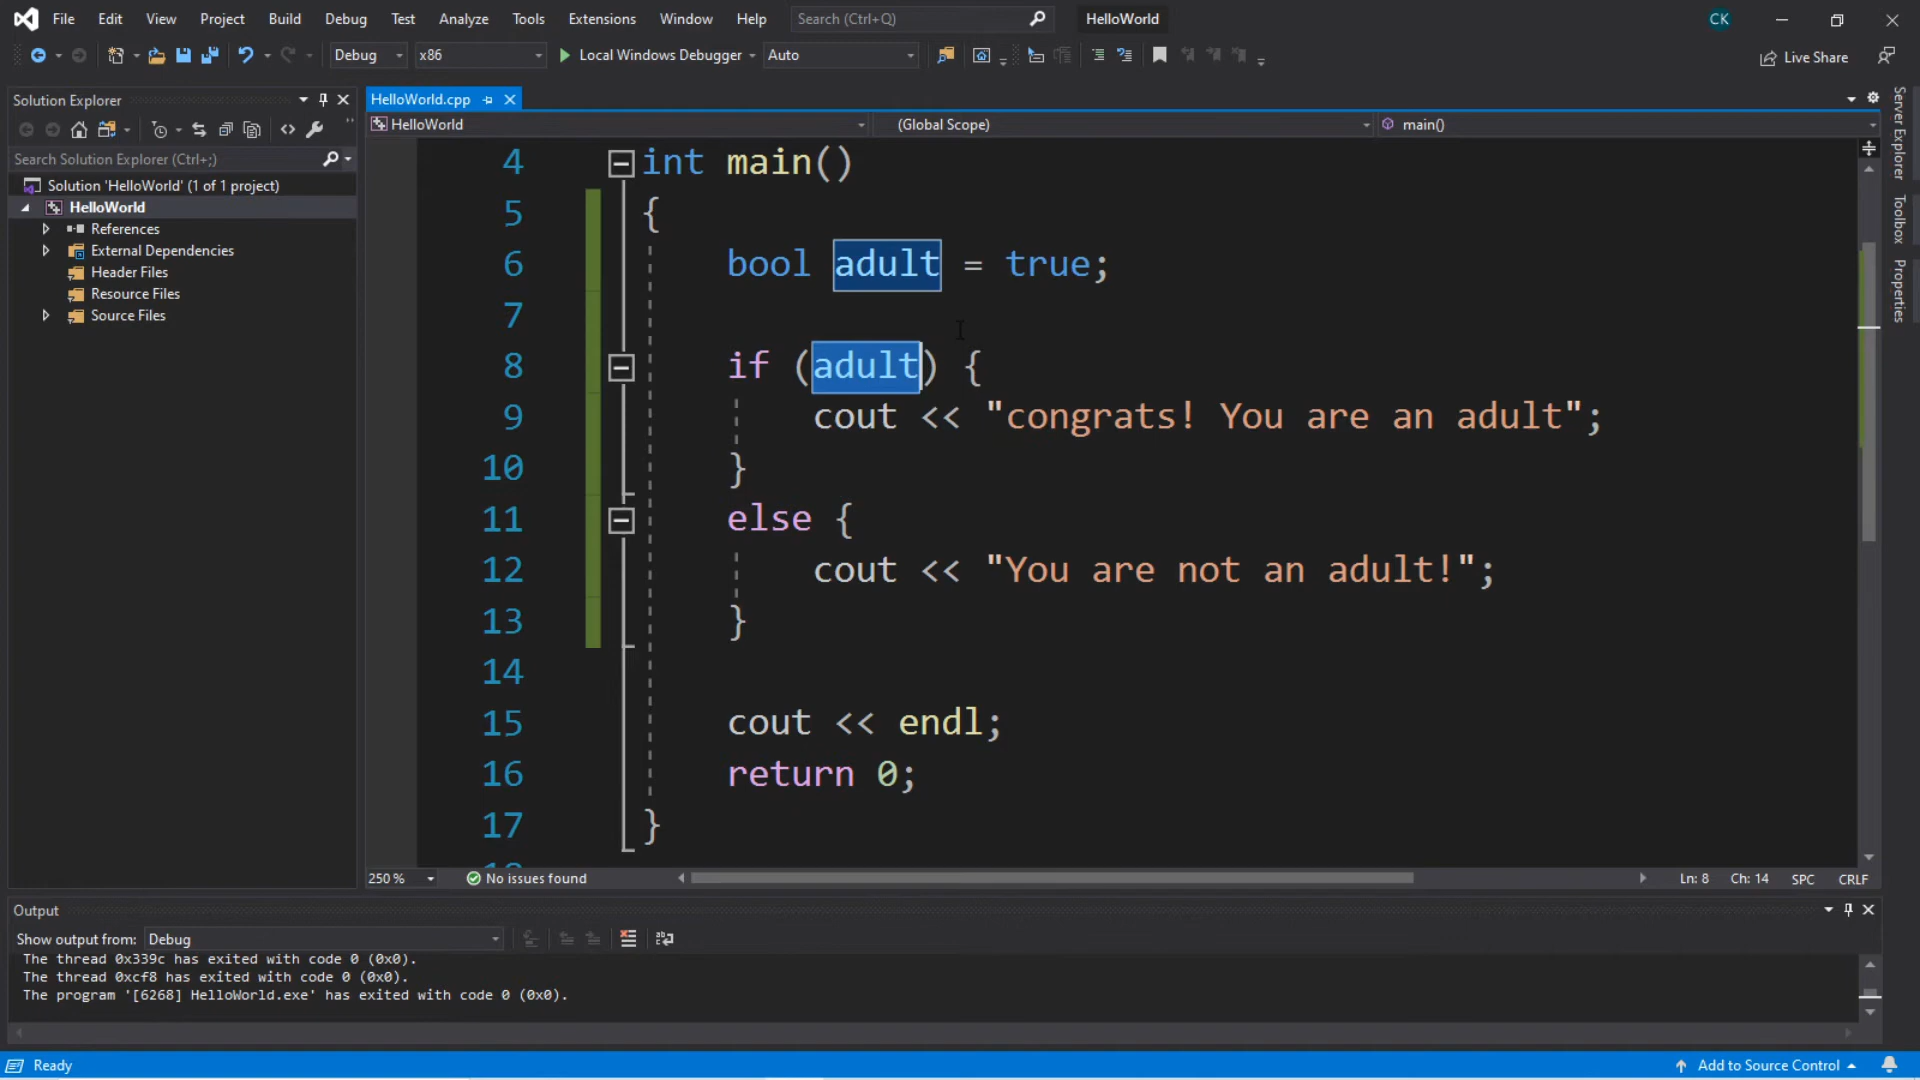 File Edit View Project Build Debug Test Analyze Tools Extensions Window Help Search (Ctrl+Q) HelloWorld CK
Debug x86 Local Windows Debugger Auto Live Share
Solution Explorer
Search Solution Explorer (Ctrl+;)
Solution 'HelloWorld' (1 of 1 project)
HelloWorld
References
External Dependencies
Header Files
Resource Files
Source Files
HelloWorld.cpp
HelloWorld (Global Scope) main()
4 int main()
5 {
6 bool adult = true;
7
8 if (adult) {
9 cout << "congrats! You are an adult";
10 }
11 else {
12 cout << "You are not an adult!";
13 }
14
15 cout << endl;
16 return 0;
17 }
250 % No issues found Ln: 8 Ch: 14 SPC CRLF
Server Explorer
Toolbox
Properties
Output
Show output from: Debug
The thread 0x339c has exited with code 0 (0x0).
The thread 0xcf8 has exited with code 0 (0x0).
The program '[6268] HelloWorld.exe' has exited with code 0 (0x0).
Ready Add to Source Control